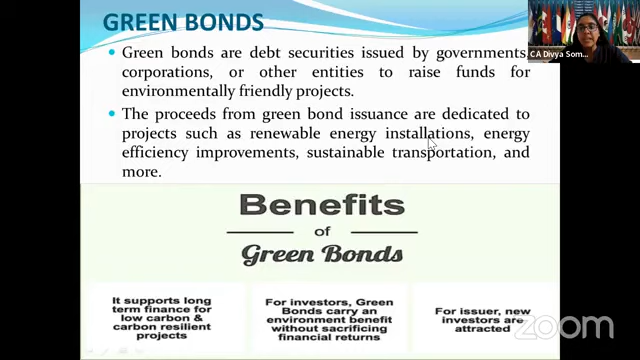 GREEN BONDS
CA Divya Som...
• Green bonds are debt securities issued by governments,
corporations, or other entities to raise funds for
environmentally friendly projects.
• The proceeds from green bond issuance are dedicated to
projects such as renewable energy installations, energy
efficiency improvements, sustainable transportation, and
more.
Benefits
of
Green Bonds
It supports long
term finance for
low carbon &
carbon resilient
projects
For investors, Green
Bonds carry an
environment benefit
without sacrificing
financial returns
For issuer, new
investors are
attracted
zoom